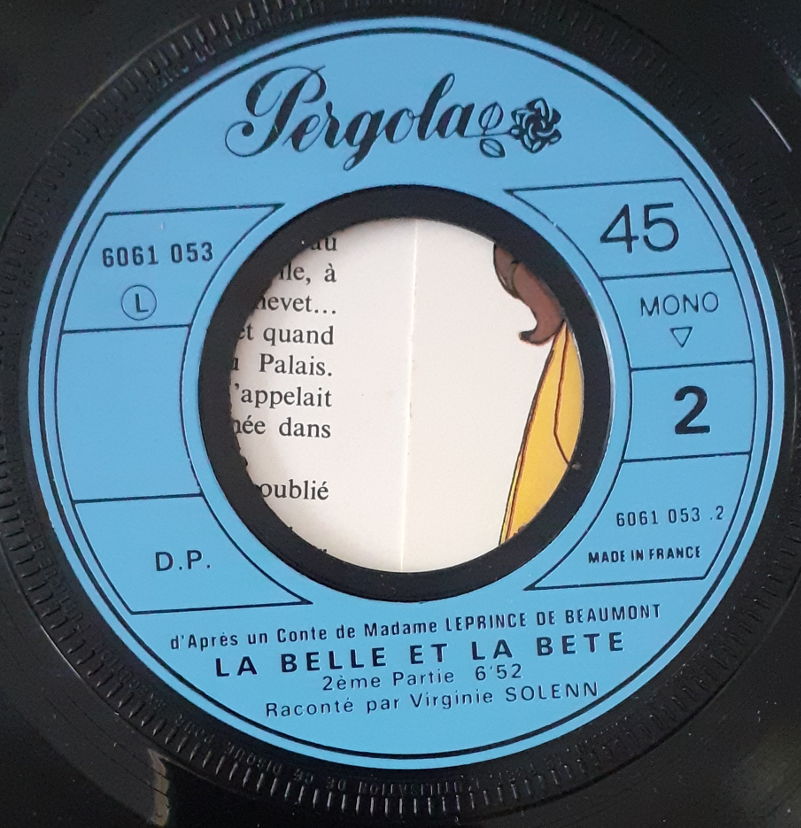 Pergola
6061 053
L
D.P.
45
MONO
2
6061 053 .2
MADE IN FRANCE
à
quand
Palais.
'appelait
dans
oublié
d'Après un Conte de Madame LEPRINCE DE BEAUMONT
LA BELLE ET LA BETE
2ème Partie 6'52
Raconté par Virginie SOLENN